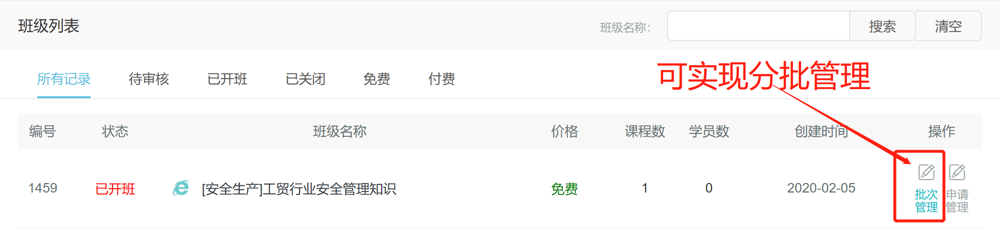 班级列表
班级名称：
搜索
清空
可实现分批管理
所有记录 待审核 已开班 已关闭 免费 付费
编号 状态 班级名称 价格 课程数 学员数 创建时间 操作
1459 已开班 [安全生产]工贸行业安全管理知识 免费 1 0 2020-02-05
批次管理
申请管理